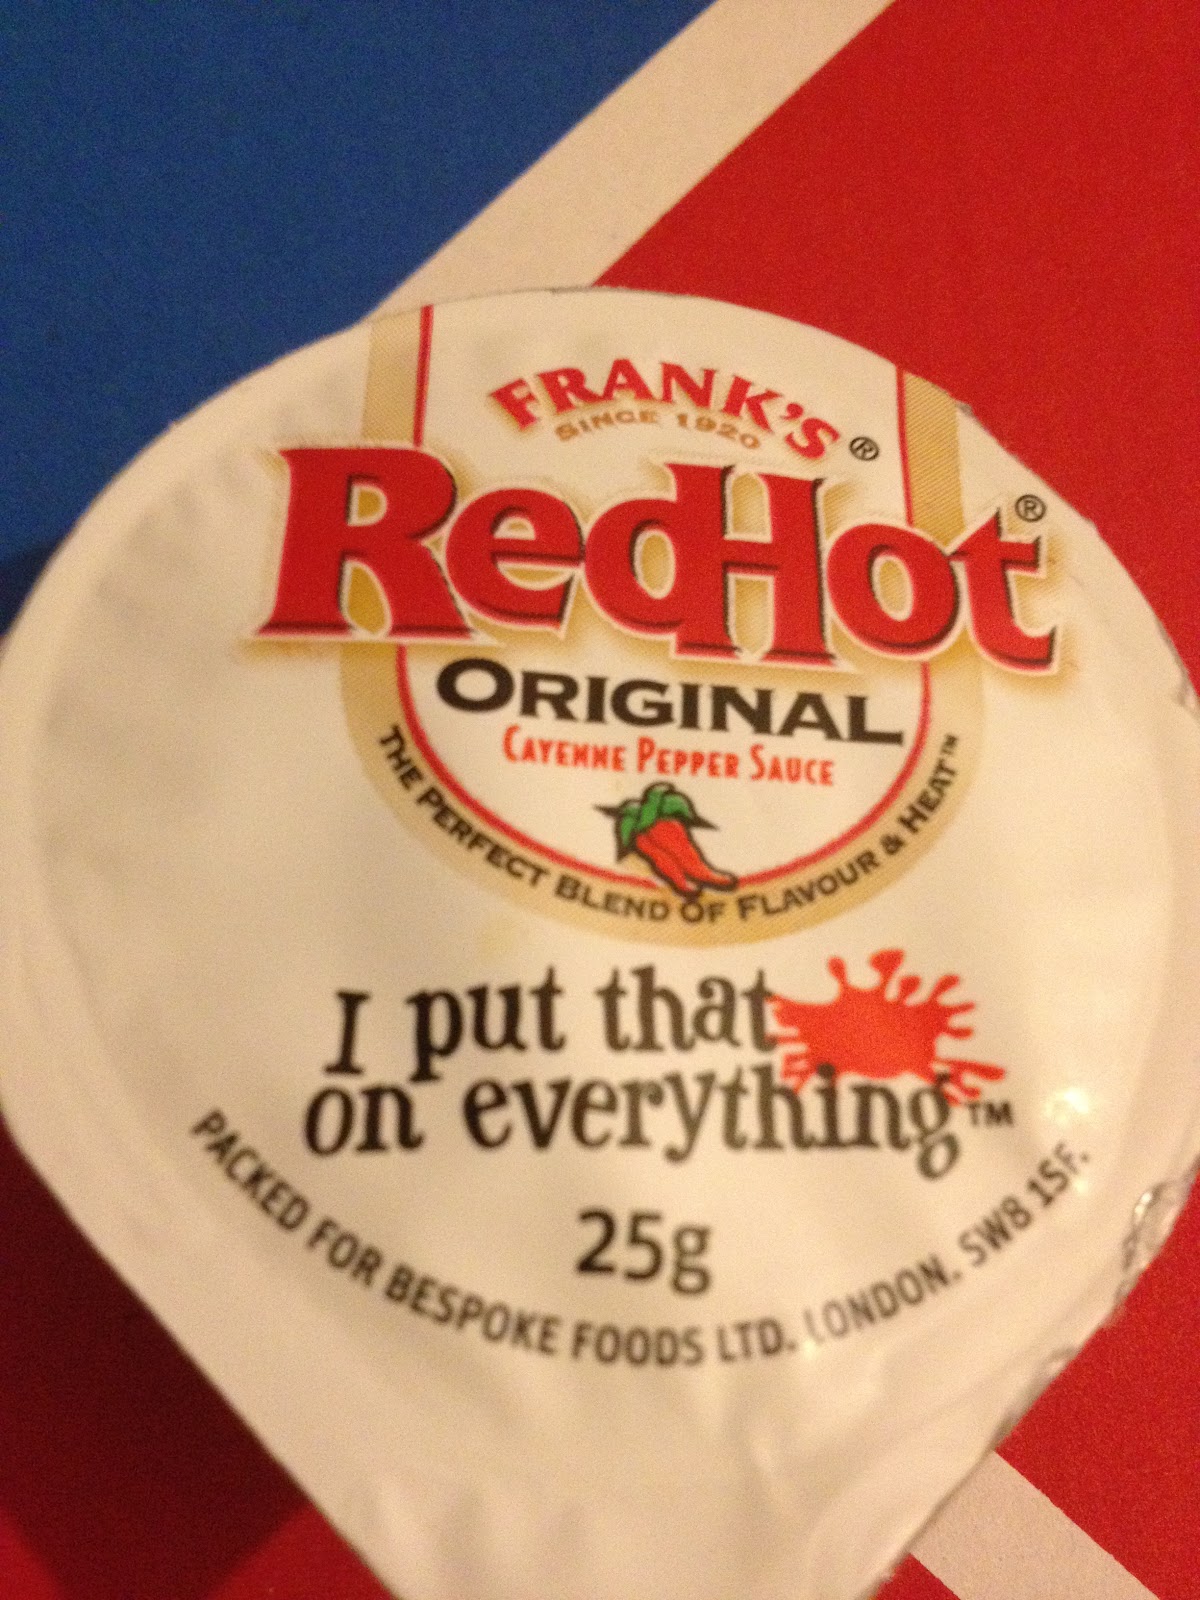 FRANK'S®
SINCE 1920
RedHot®
ORIGINAL
CAYENNE PEPPER SAUCE
THE PERFECT BLEND OF FLAVOUR & HEAT™
I put that
on everything™
25g
PACKED FOR BESPOKE FOODS LTD. LONDON. SW8 1SF.